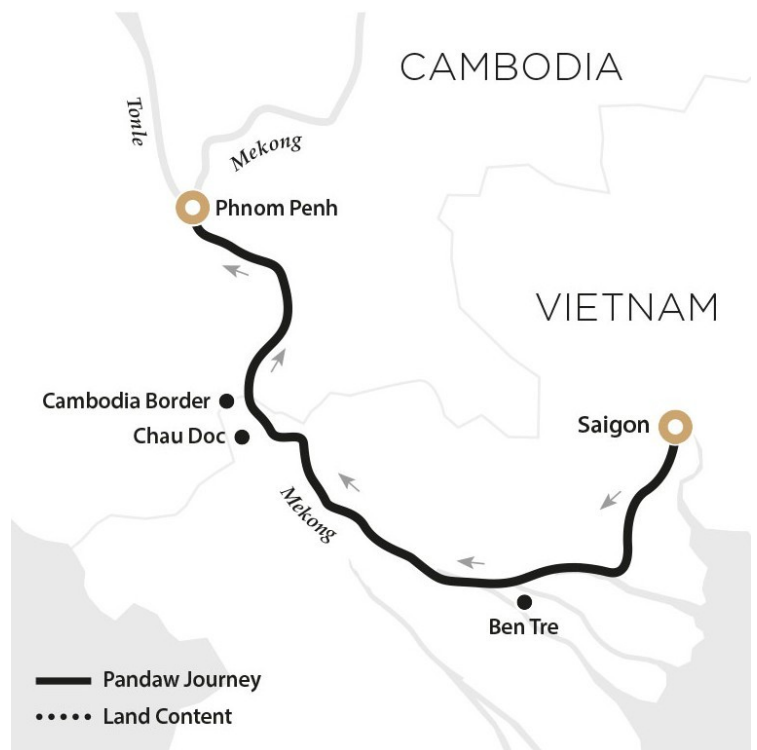 CAMBODIA
Tonle
Mekong
Phnom Penh
VIETNAM
Cambodia Border
Chau Doc
Saigon
Mekong
Ben Tre
Pandaw Journey
Land Content